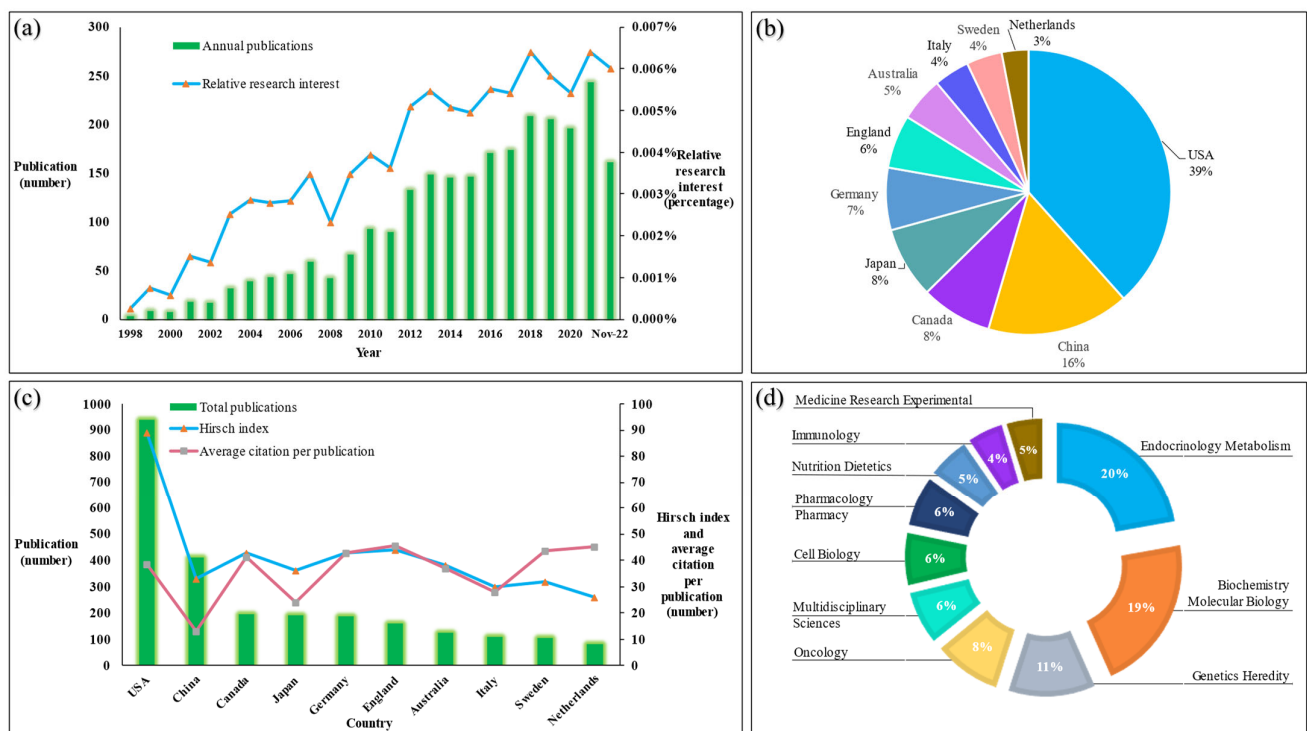 (a)
300
250
200
150
100
50
0
Publication
(number)
Annual publications
Relative research interest
0.007%
0.006%
0.005%
0.004%
0.003%
0.002%
0.001%
0.000%
Relative
research
interest
(percentage)
1998 2000 2002 2004 2006 2008 2010 2012 2014 2016 2018 2020 Nov-22
Year
(b)
Netherlands
3%
Sweden
4%
Italy
4%
Australia
5%
England
6%
Germany
7%
Japan
8%
Canada
8%
China
16%
USA
39%
(c)
1000
900
800
700
600
500
400
300
200
100
0
Publication
(number)
Total publications
Hirsch index
Average citation per publication
100
90
80
70
60
50
40
30
20
10
0
Hirsch index
and
average
citation per
publication
(number)
USA
China
Canada
Japan
Germany
England
Australia
Italy
Sweden
Netherlands
Country
(d)
Medicine Research Experimental
5%
Immunology
4%
Nutrition Dietetics
5%
Pharmacology
Pharmacy
6%
Cell Biology
6%
Multidisciplinary
Sciences
6%
Oncology
8%
Genetics Heredity
11%
Biochemistry
Molecular Biology
19%
Endocrinology Metabolism
20%